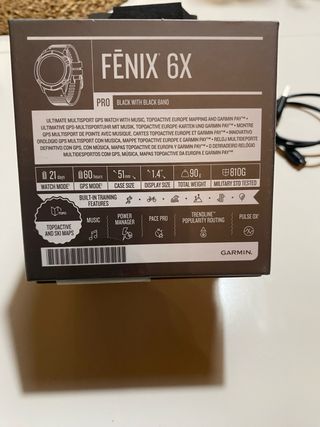 FĒNIX® 6X
PRO
BLACK WITH BLACK BAND
ULTIMATE MULTISPORT GPS WATCH WITH MUSIC, TOPOACTIVE EUROPE MAPPING AND GARMIN PAY™ •
ULTIMATIVE GPS-MULTISPORTUHR MIT MUSIK, TOPOACTIVE EUROPA-KARTEN UND GARMIN PAY™ • MONTRE
GPS MULTISPORT DE POINTE AVEC MUSIQUE, CARTES TOPOACTIVE EUROPE ET GARMIN PAY™ • INNOVATIVO
OROLOGIO GPS MULTISPORT CON MUSICA, MAPPE TOPOACTIVE EUROPE E GARMIN PAY™ • RELOJ MULTIDEPORTE
DEFINITIVO CON GPS, CON MÚSICA, MAPAS TOPOACTIVE EUROPE Y GARMIN PAY™ • O DERRADEIRO RELÓGIO
MULTIDESPORTOS COM GPS, COM MÚSICA, MAPAS TOPOACTIVE DA EUROPA E GARMIN PAY™
21 days
WATCH MODE
60 hours
GPS MODE
51 mm
CASE SIZE
1.4"
DISPLAY SIZE
90g
TOTAL WEIGHT
810G
MILITARY STD TESTED
BUILT-IN TRAINING
FEATURES
TOPOACTIVE
AND SKI MAPS
MUSIC
POWER
MANAGER
PACE PRO
TRENDLINE™
POPULARITY ROUTING
PULSE OX
GARMIN